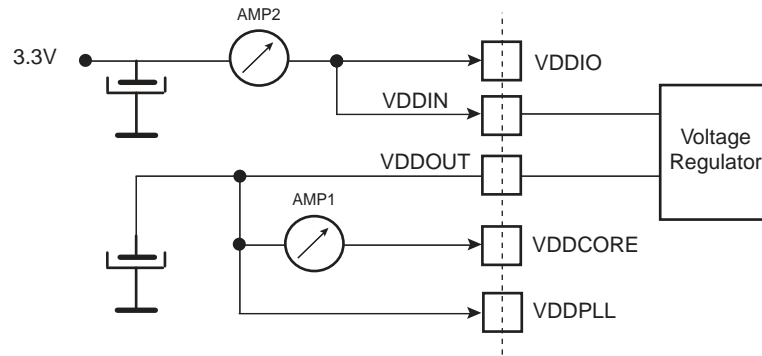 AMP2
3.3V
VDDIO
VDDIN
Voltage
Regulator
VDDOUT
AMP1
VDDCORE
VDDPLL